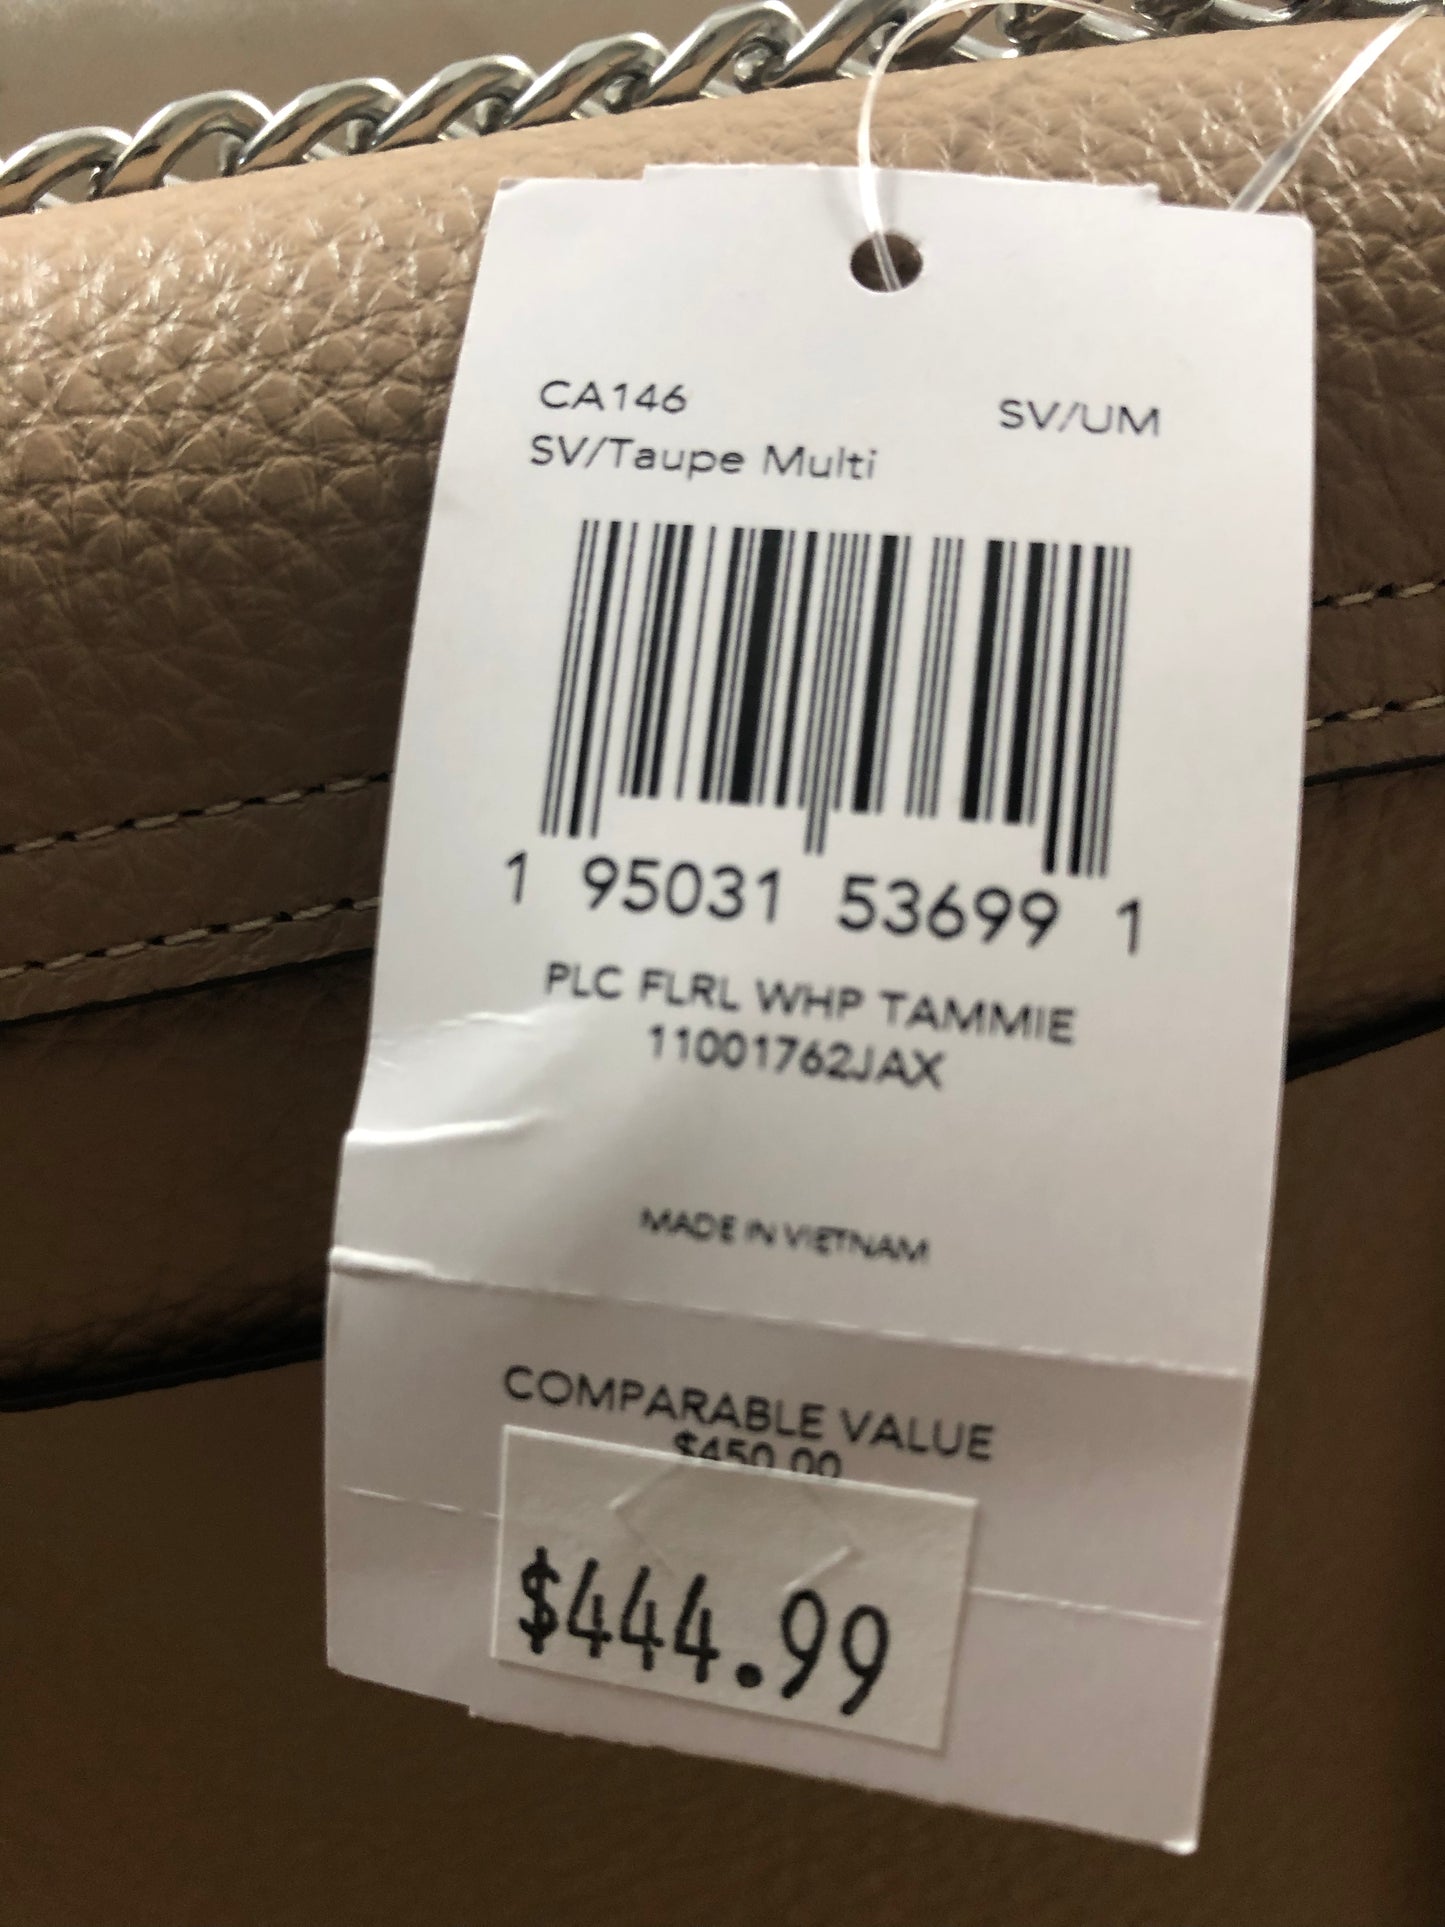 CA146 SV/UM
SV/Taupe Multi
1 95031 53699 1
PLC FLRL WHP TAMMIE
11001762JAX
MADE IN VIETNAM
COMPARABLE VALUE
$450.00
$444.99